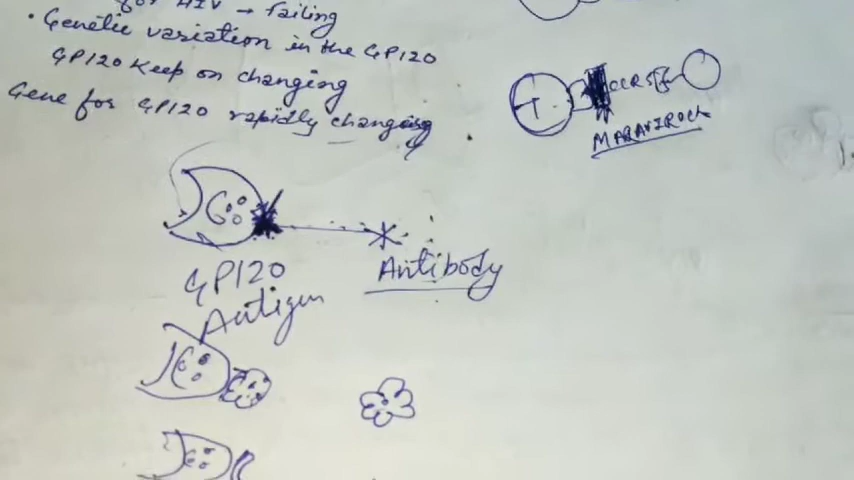 for HIV → Failing
• Genetic variation in the GP120
GP120 Keep on changing
Gene for GP120 rapidly changing
T
CCR5
MARAVIROC
GP120
Antigen
Antibody